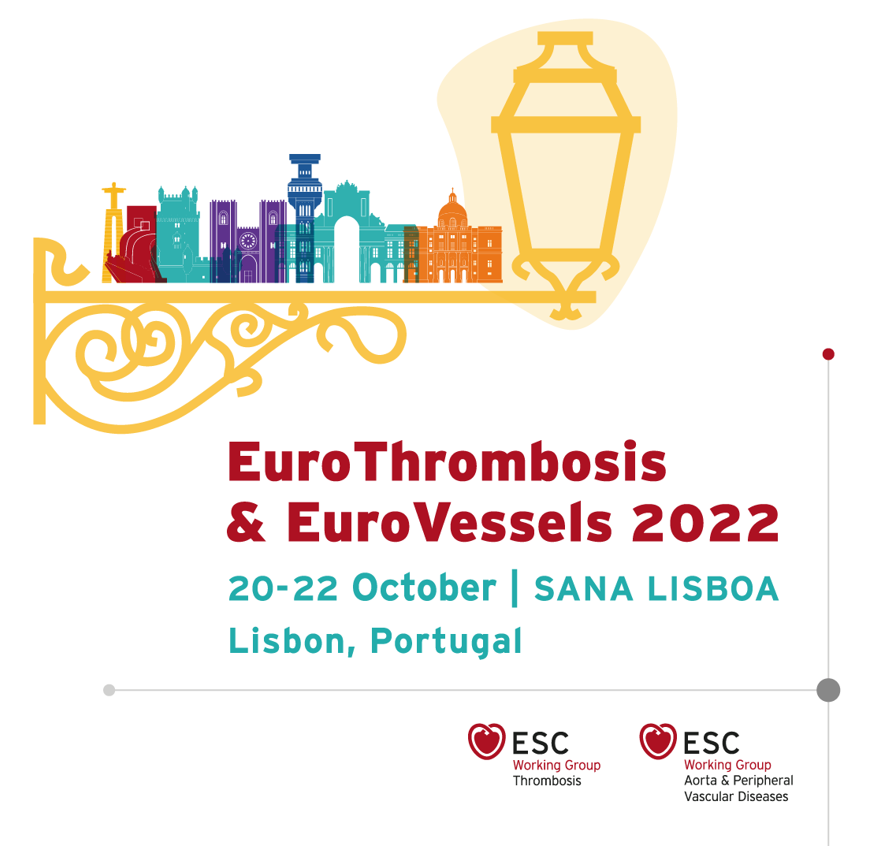 EuroThrombosis
& EuroVessels 2022
20-22 October | SANA LISBOA
Lisbon, Portugal
ESC
Working Group
Thrombosis
ESC
Working Group
Aorta & Peripheral
Vascular Diseases